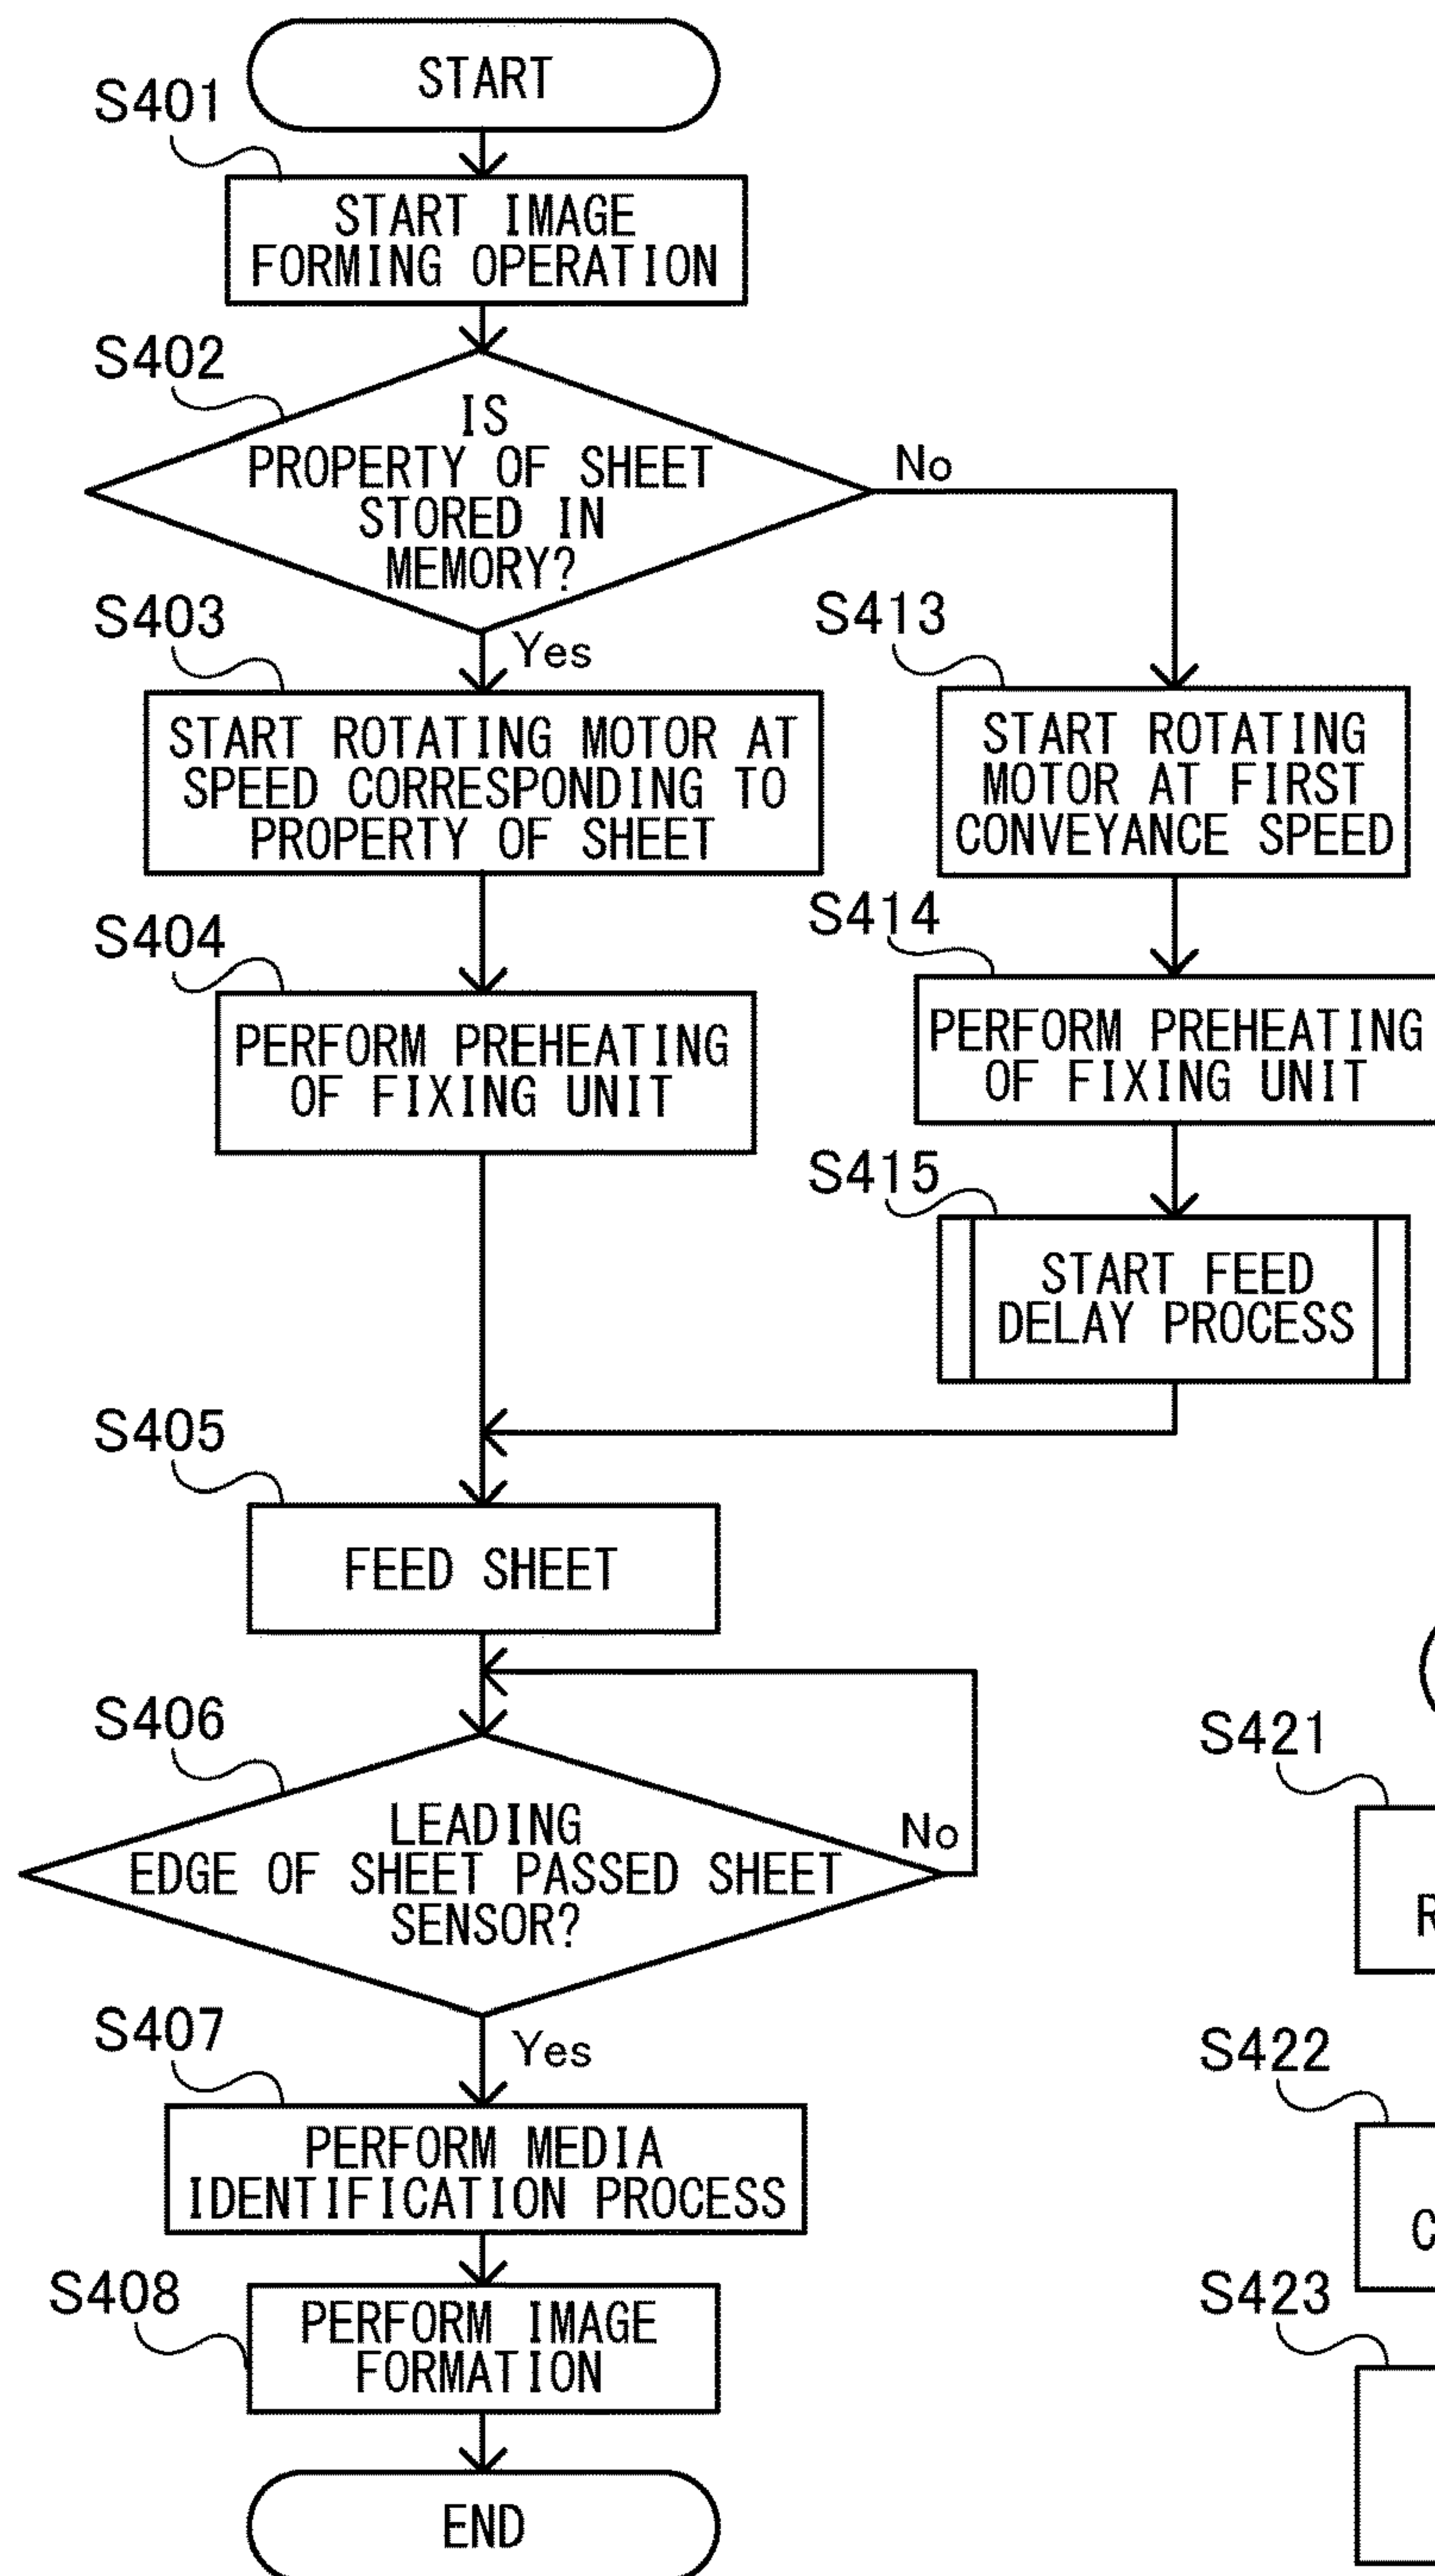 START
S401
START IMAGE
FORMING OPERATION
S402
IS
PROPERTY OF SHEET
STORED IN
MEMORY?
No
Yes
S403
START ROTATING MOTOR AT
SPEED CORRESPONDING TO
PROPERTY OF SHEET
S413
START ROTATING
MOTOR AT FIRST
CONVEYANCE SPEED
S404
PERFORM PREHEATING
OF FIXING UNIT
S414
PERFORM PREHEATING
OF FIXING UNIT
S415
START FEED
DELAY PROCESS
S405
FEED SHEET
S406
LEADING
EDGE OF SHEET PASSED SHEET
SENSOR?
No
Yes
S407
PERFORM MEDIA
IDENTIFICATION PROCESS
S408
PERFORM IMAGE
FORMATION
END
S421
R
S422
C
S423